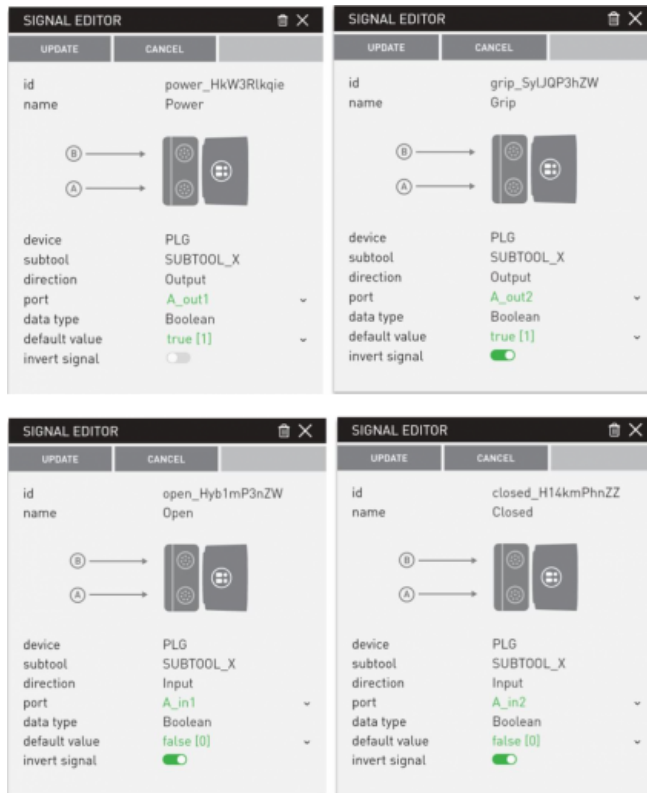 SIGNAL EDITOR
UPDATE CANCEL
id power_HkW3Rlkqie
name Power
B
A
device PLG
subtool SUBTOOL_X
direction Output
port A_out1
data type Boolean
default value true [1]
invert signal
SIGNAL EDITOR
UPDATE CANCEL
id grip_SylJQP3hZW
name Grip
B
A
device PLG
subtool SUBTOOL_X
direction Output
port A_out2
data type Boolean
default value true [1]
invert signal
SIGNAL EDITOR
UPDATE CANCEL
id open_Hyb1mP3nZW
name Open
B
A
device PLG
subtool SUBTOOL_X
direction Input
port A_in1
data type Boolean
default value false [0]
invert signal
SIGNAL EDITOR
UPDATE CANCEL
id closed_H14kmPhnZZ
name Closed
B
A
device PLG
subtool SUBTOOL_X
direction Input
port A_in2
data type Boolean
default value false [0]
invert signal